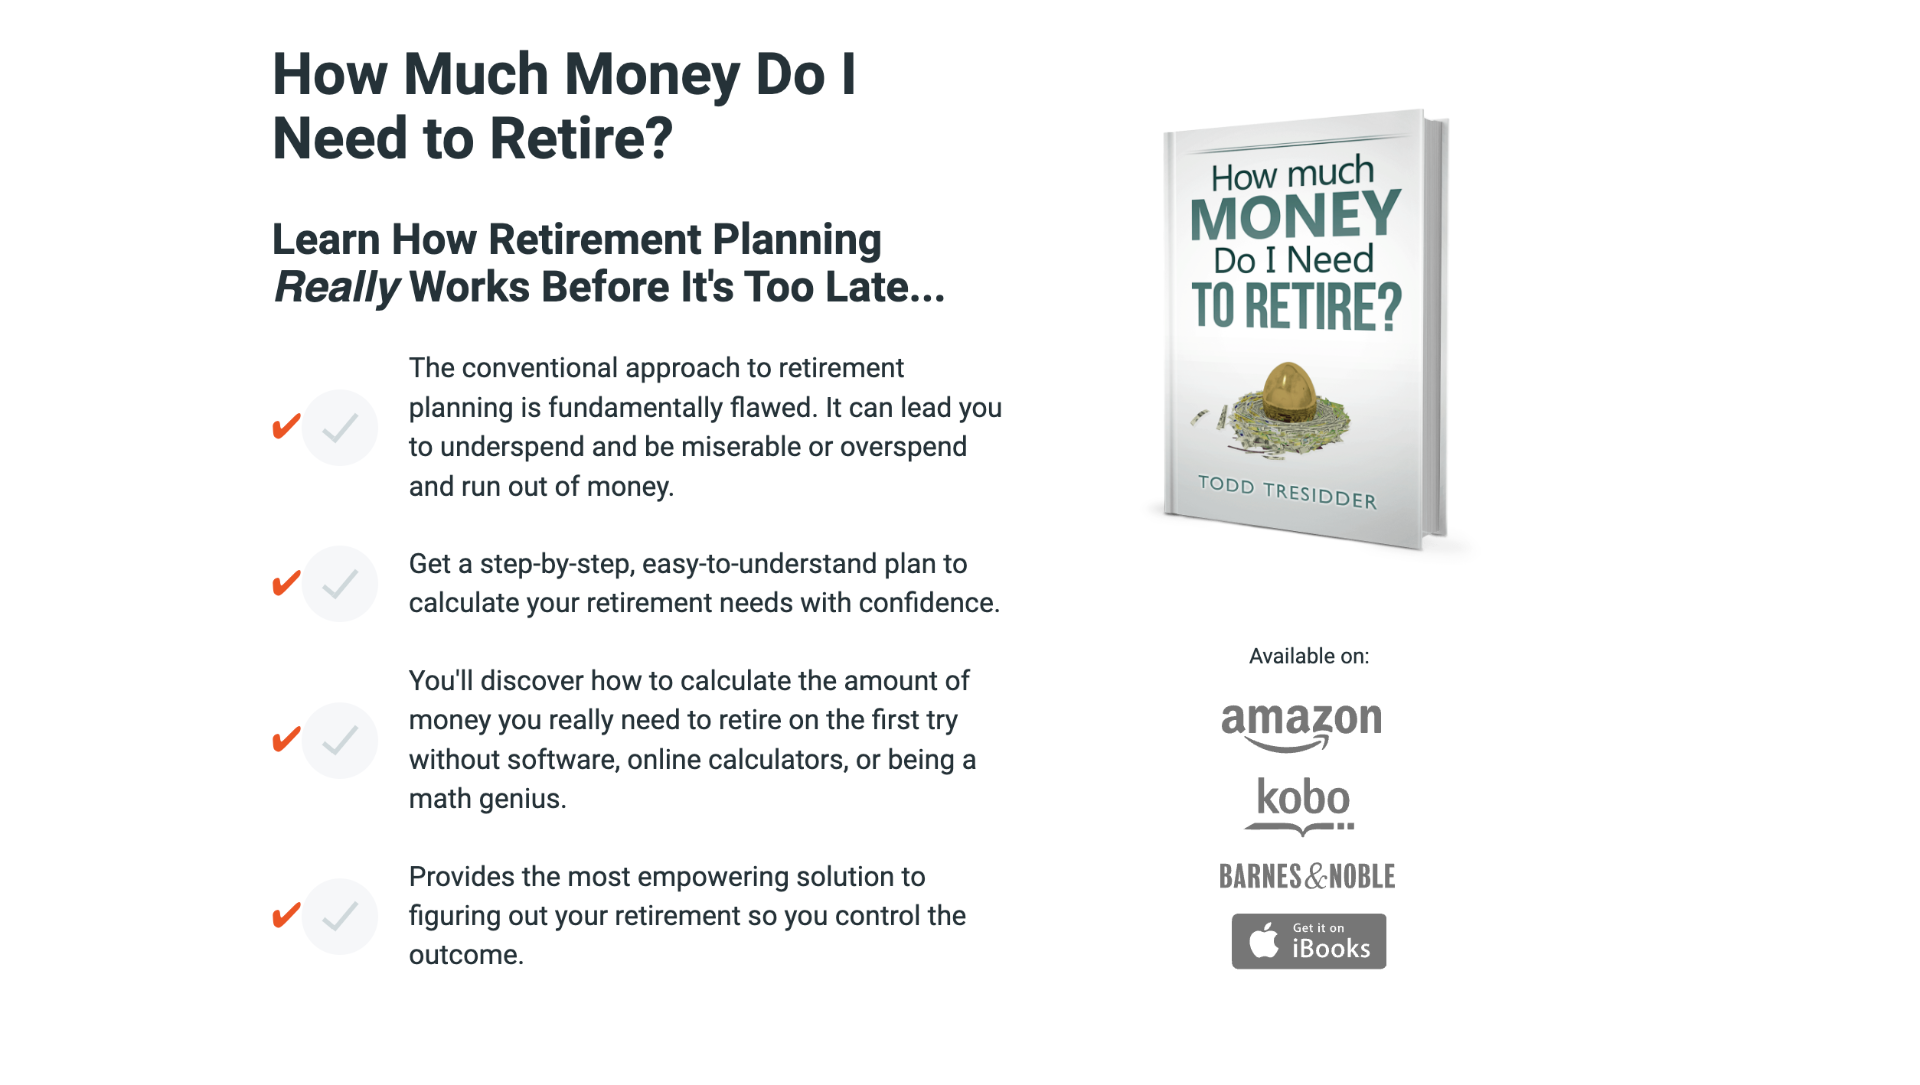 How Much Money Do I
Need to Retire?
Learn How Retirement Planning
Really Works Before It's Too Late...
The conventional approach to retirement
planning is fundamentally flawed. It can lead you
to underspend and be miserable or overspend
and run out of money.
Get a step-by-step, easy-to-understand plan to
calculate your retirement needs with confidence.
You'll discover how to calculate the amount of
money you really need to retire on the first try
without software, online calculators, or being a
math genius.
Provides the most empowering solution to
figuring out your retirement so you control the
outcome.
How much
MONEY
Do I Need
TO RETIRE?
TODD TRESIDDER
Available on:
amazon
kobo
BARNES&NOBLE
Get it on
iBooks